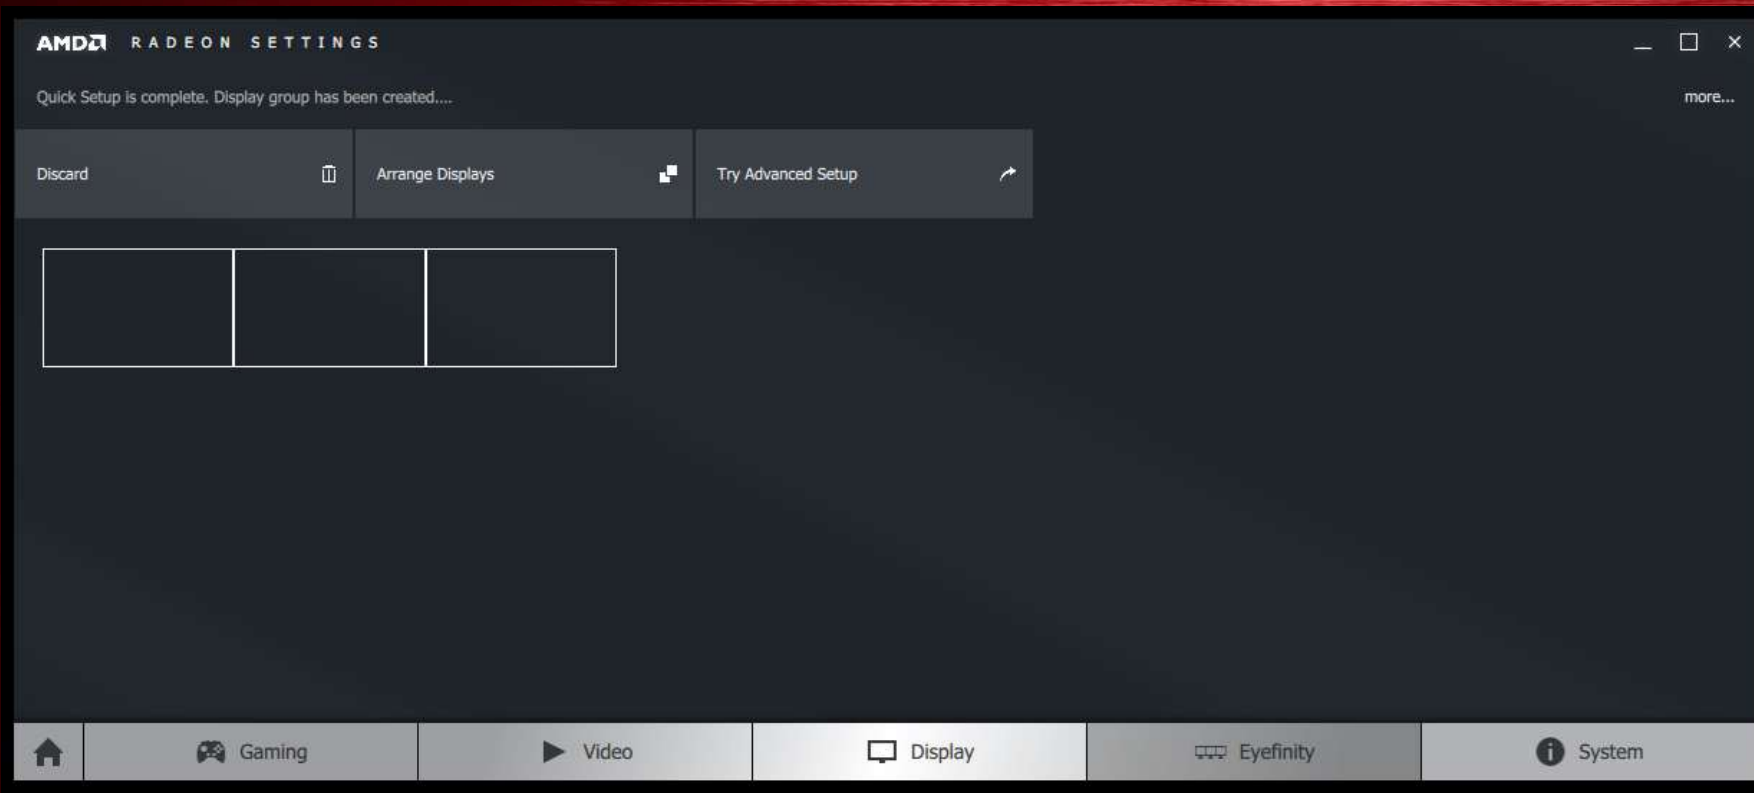 AMD RADEON SETTINGS
Quick Setup is complete. Display group has been created....
more...
Discard
Arrange Displays
Try Advanced Setup
Gaming
Video
Display
Eyefinity
System